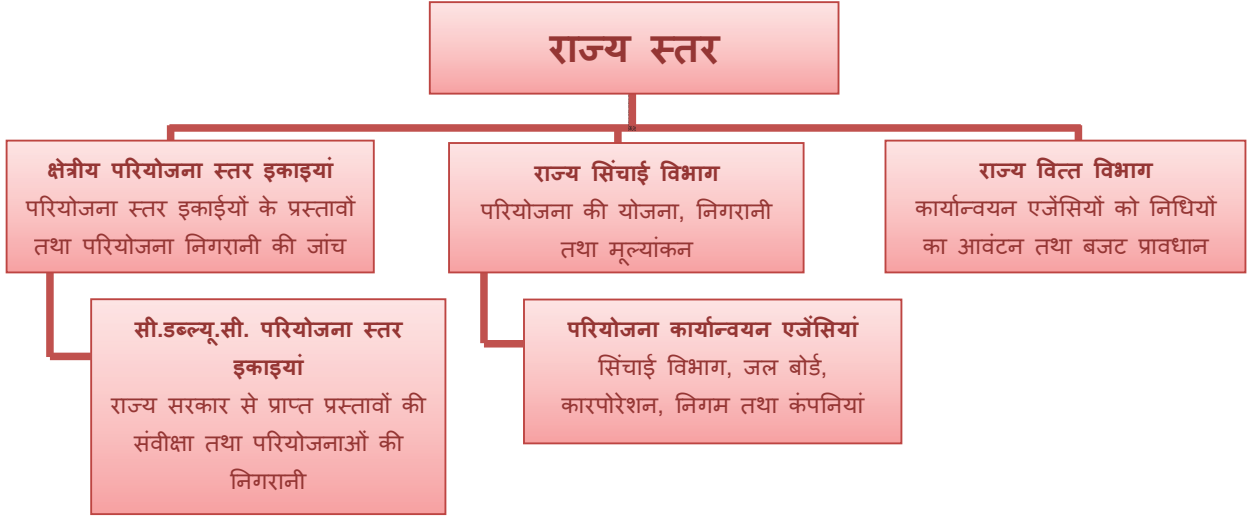 राज्य स्तर
क्षेत्रीय परियोजना स्तर इकाइयां
परियोजना स्तर इकाईयों के प्रस्तावों
तथा परियोजना निगरानी की जांच
राज्य सिंचाई विभाग
परियोजना की योजना, निगरानी
तथा मूल्यांकन
राज्य वित्त विभाग
कार्यान्वयन एजेंसियों को निधियों
का आवंटन तथा बजट प्रावधान
सी.डब्ल्यू.सी. परियोजना स्तर
इकाइयां
राज्य सरकार से प्राप्त प्रस्तावों की
संवीक्षा तथा परियोजनाओं की
निगरानी
परियोजना कार्यान्वयन एजेंसियां
सिंचाई विभाग, जल बोर्ड,
कारपोरेशन, निगम तथा कंपनियां